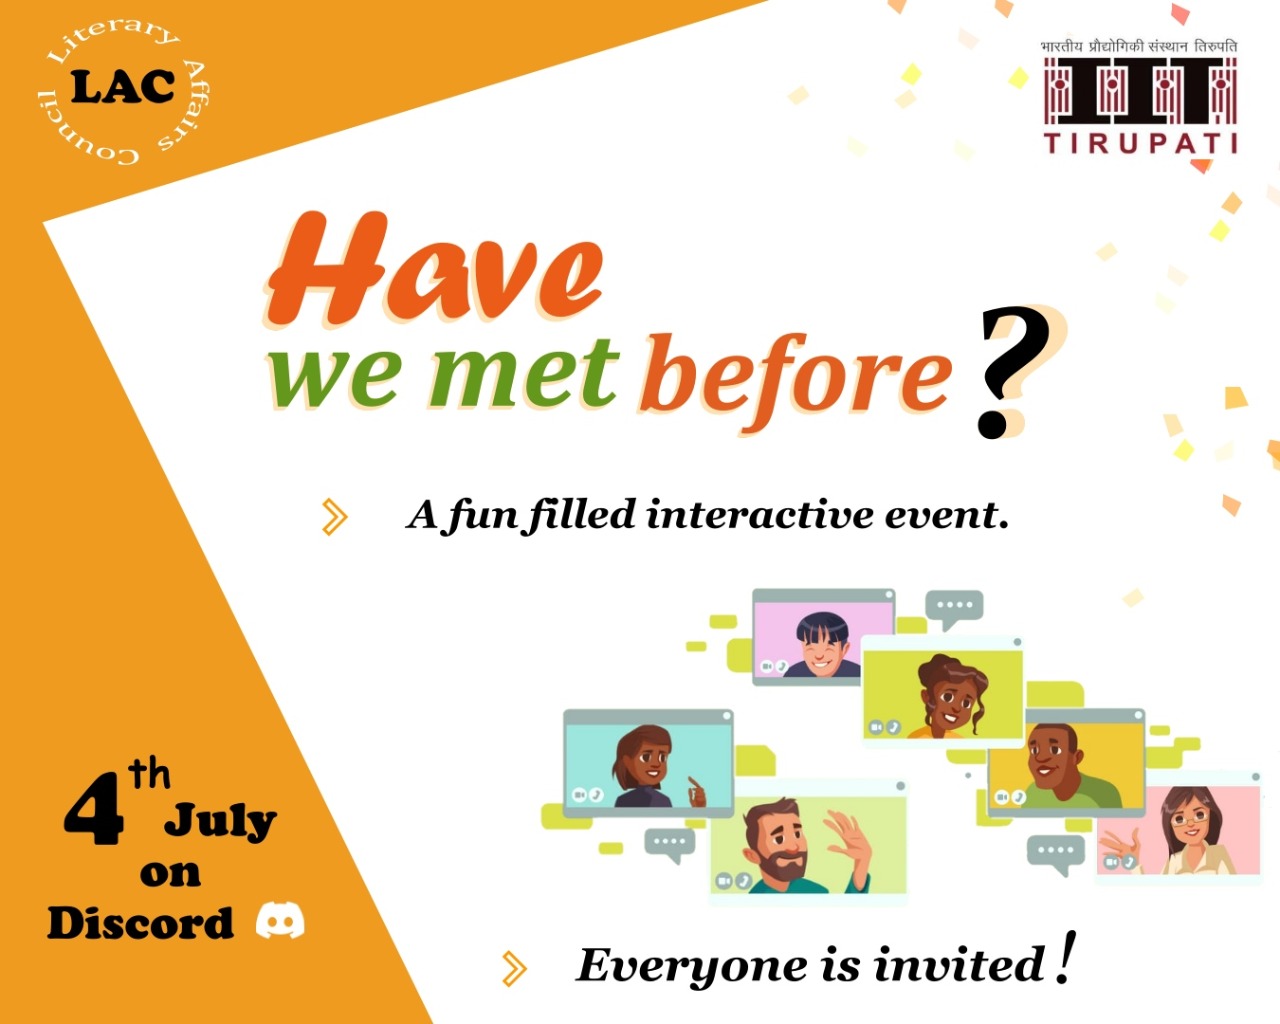 Literary Affairs Council
LAC
भारतीय प्रौद्योगिकी संस्थान तिरुपति
IIT
TIRUPATI
Have
we met before ?
A fun filled interactive event.
4th July
on
Discord
Everyone is invited !